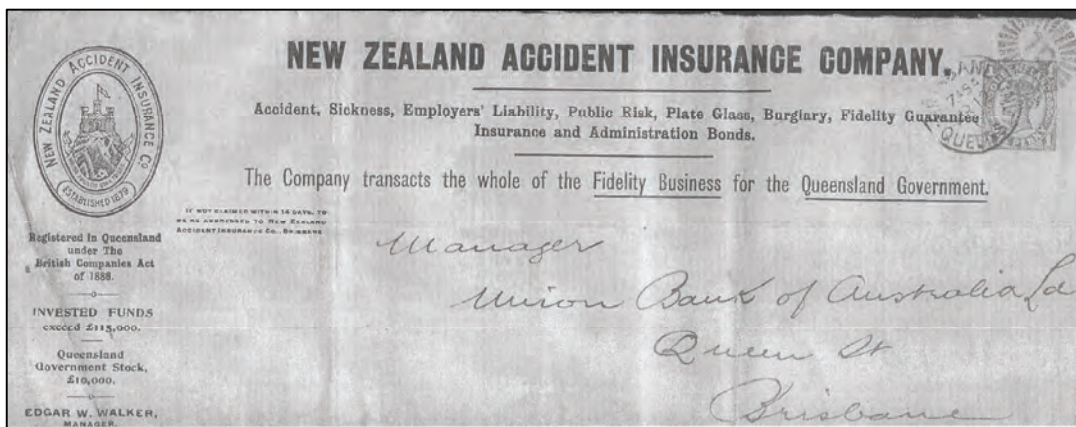 NEW ZEALAND ACCIDENT INSURANCE COMPANY.
Accident, Sickness, Employers' Liability, Public Risk, Plate Glass, Burglary, Fidelity Guarantee
Insurance and Administration Bonds.
The Company transacts the whole of the Fidelity Business for the Queensland Government.
NEW ZEALAND ACCIDENT INSURANCE Co
ESTABLISHED 1879
IF NOT CLAIMED WITHIN 14 DAYS, TO
BE RE-ADDRESSED TO NEW ZEALAND
ACCIDENT INSURANCE CO., BRISBANE
Registered in Queensland
under The
British Companies Act
of 1886.
INVESTED FUNDS
exceed £115,000.
Queensland
Government Stock,
£10,000.
EDGAR W. WALKER,
MANAGER.
Manager
Union Bank of Australia Ld
Queen St
Brisbane